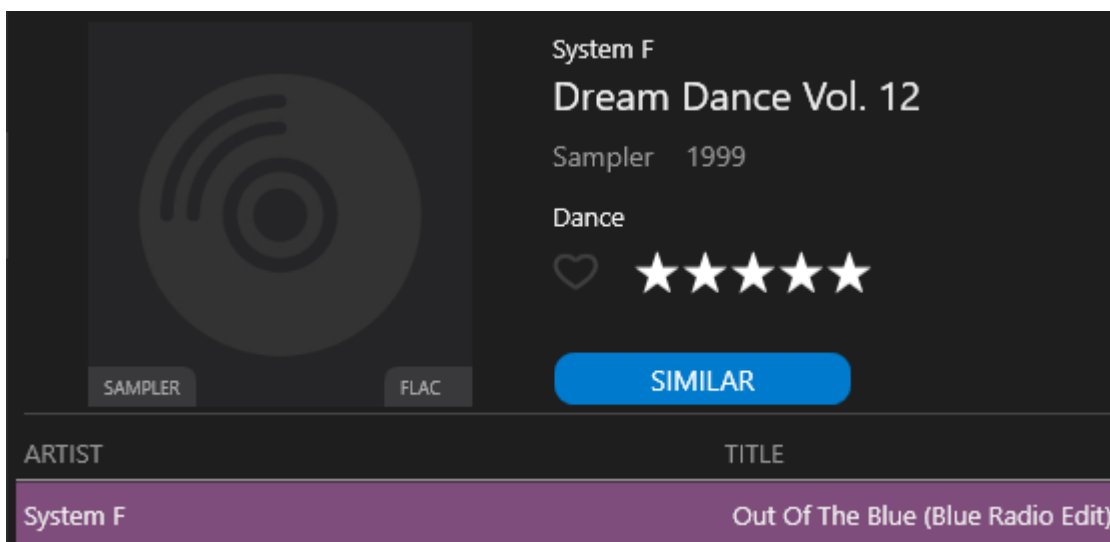 System F
Dream Dance Vol. 12
Sampler 1999
Dance
SAMPLER FLAC
SIMILAR
ARTIST TITLE
System F Out Of The Blue (Blue Radio Edit)